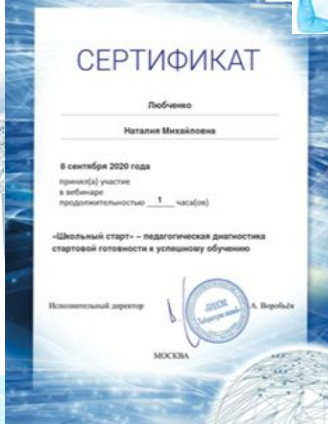 СЕРТИФИКАТ
Любченко
Наталия Михайловна
8 сентября 2020 года
принял(а) участие
в вебинаре
продолжительностью 1 часа(ов)
«Школьный старт» – педагогическая диагностика
стартовой готовности к успешному обучению
Исполнительный директор
А. Воробьёв
МОСКВА